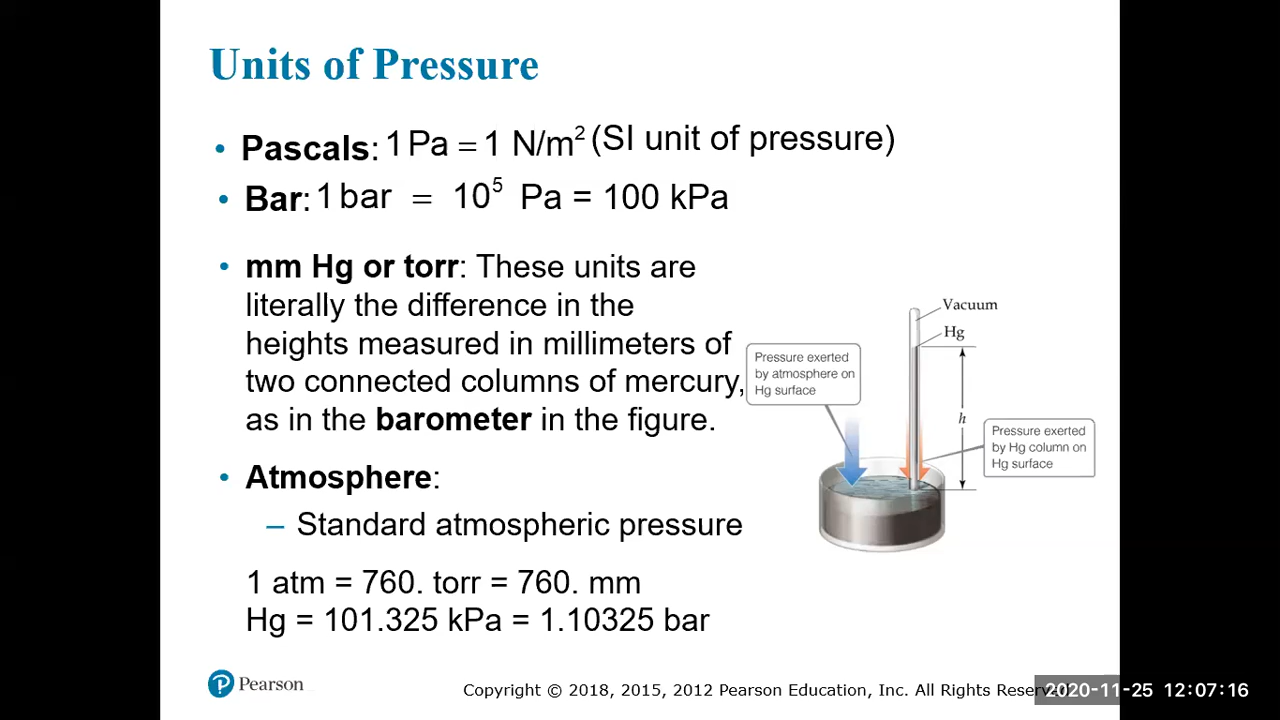 Units of Pressure
• Pascals: 1 Pa = 1 N/m² (SI unit of pressure)
• Bar: 1 bar = 10⁵ Pa = 100 kPa
• mm Hg or torr: These units are
literally the difference in the
heights measured in millimeters of
two connected columns of mercury,
as in the barometer in the figure.
• Atmosphere:
– Standard atmospheric pressure
1 atm = 760. torr = 760. mm
Hg = 101.325 kPa = 1.10325 bar
Vacuum
Hg
Pressure exerted
by atmosphere on
Hg surface
h
Pressure exerted
by Hg column on
Hg surface
Pearson
Copyright © 2018, 2015, 2012 Pearson Education, Inc. All Rights Reserved
2020-11-25 12:07:16